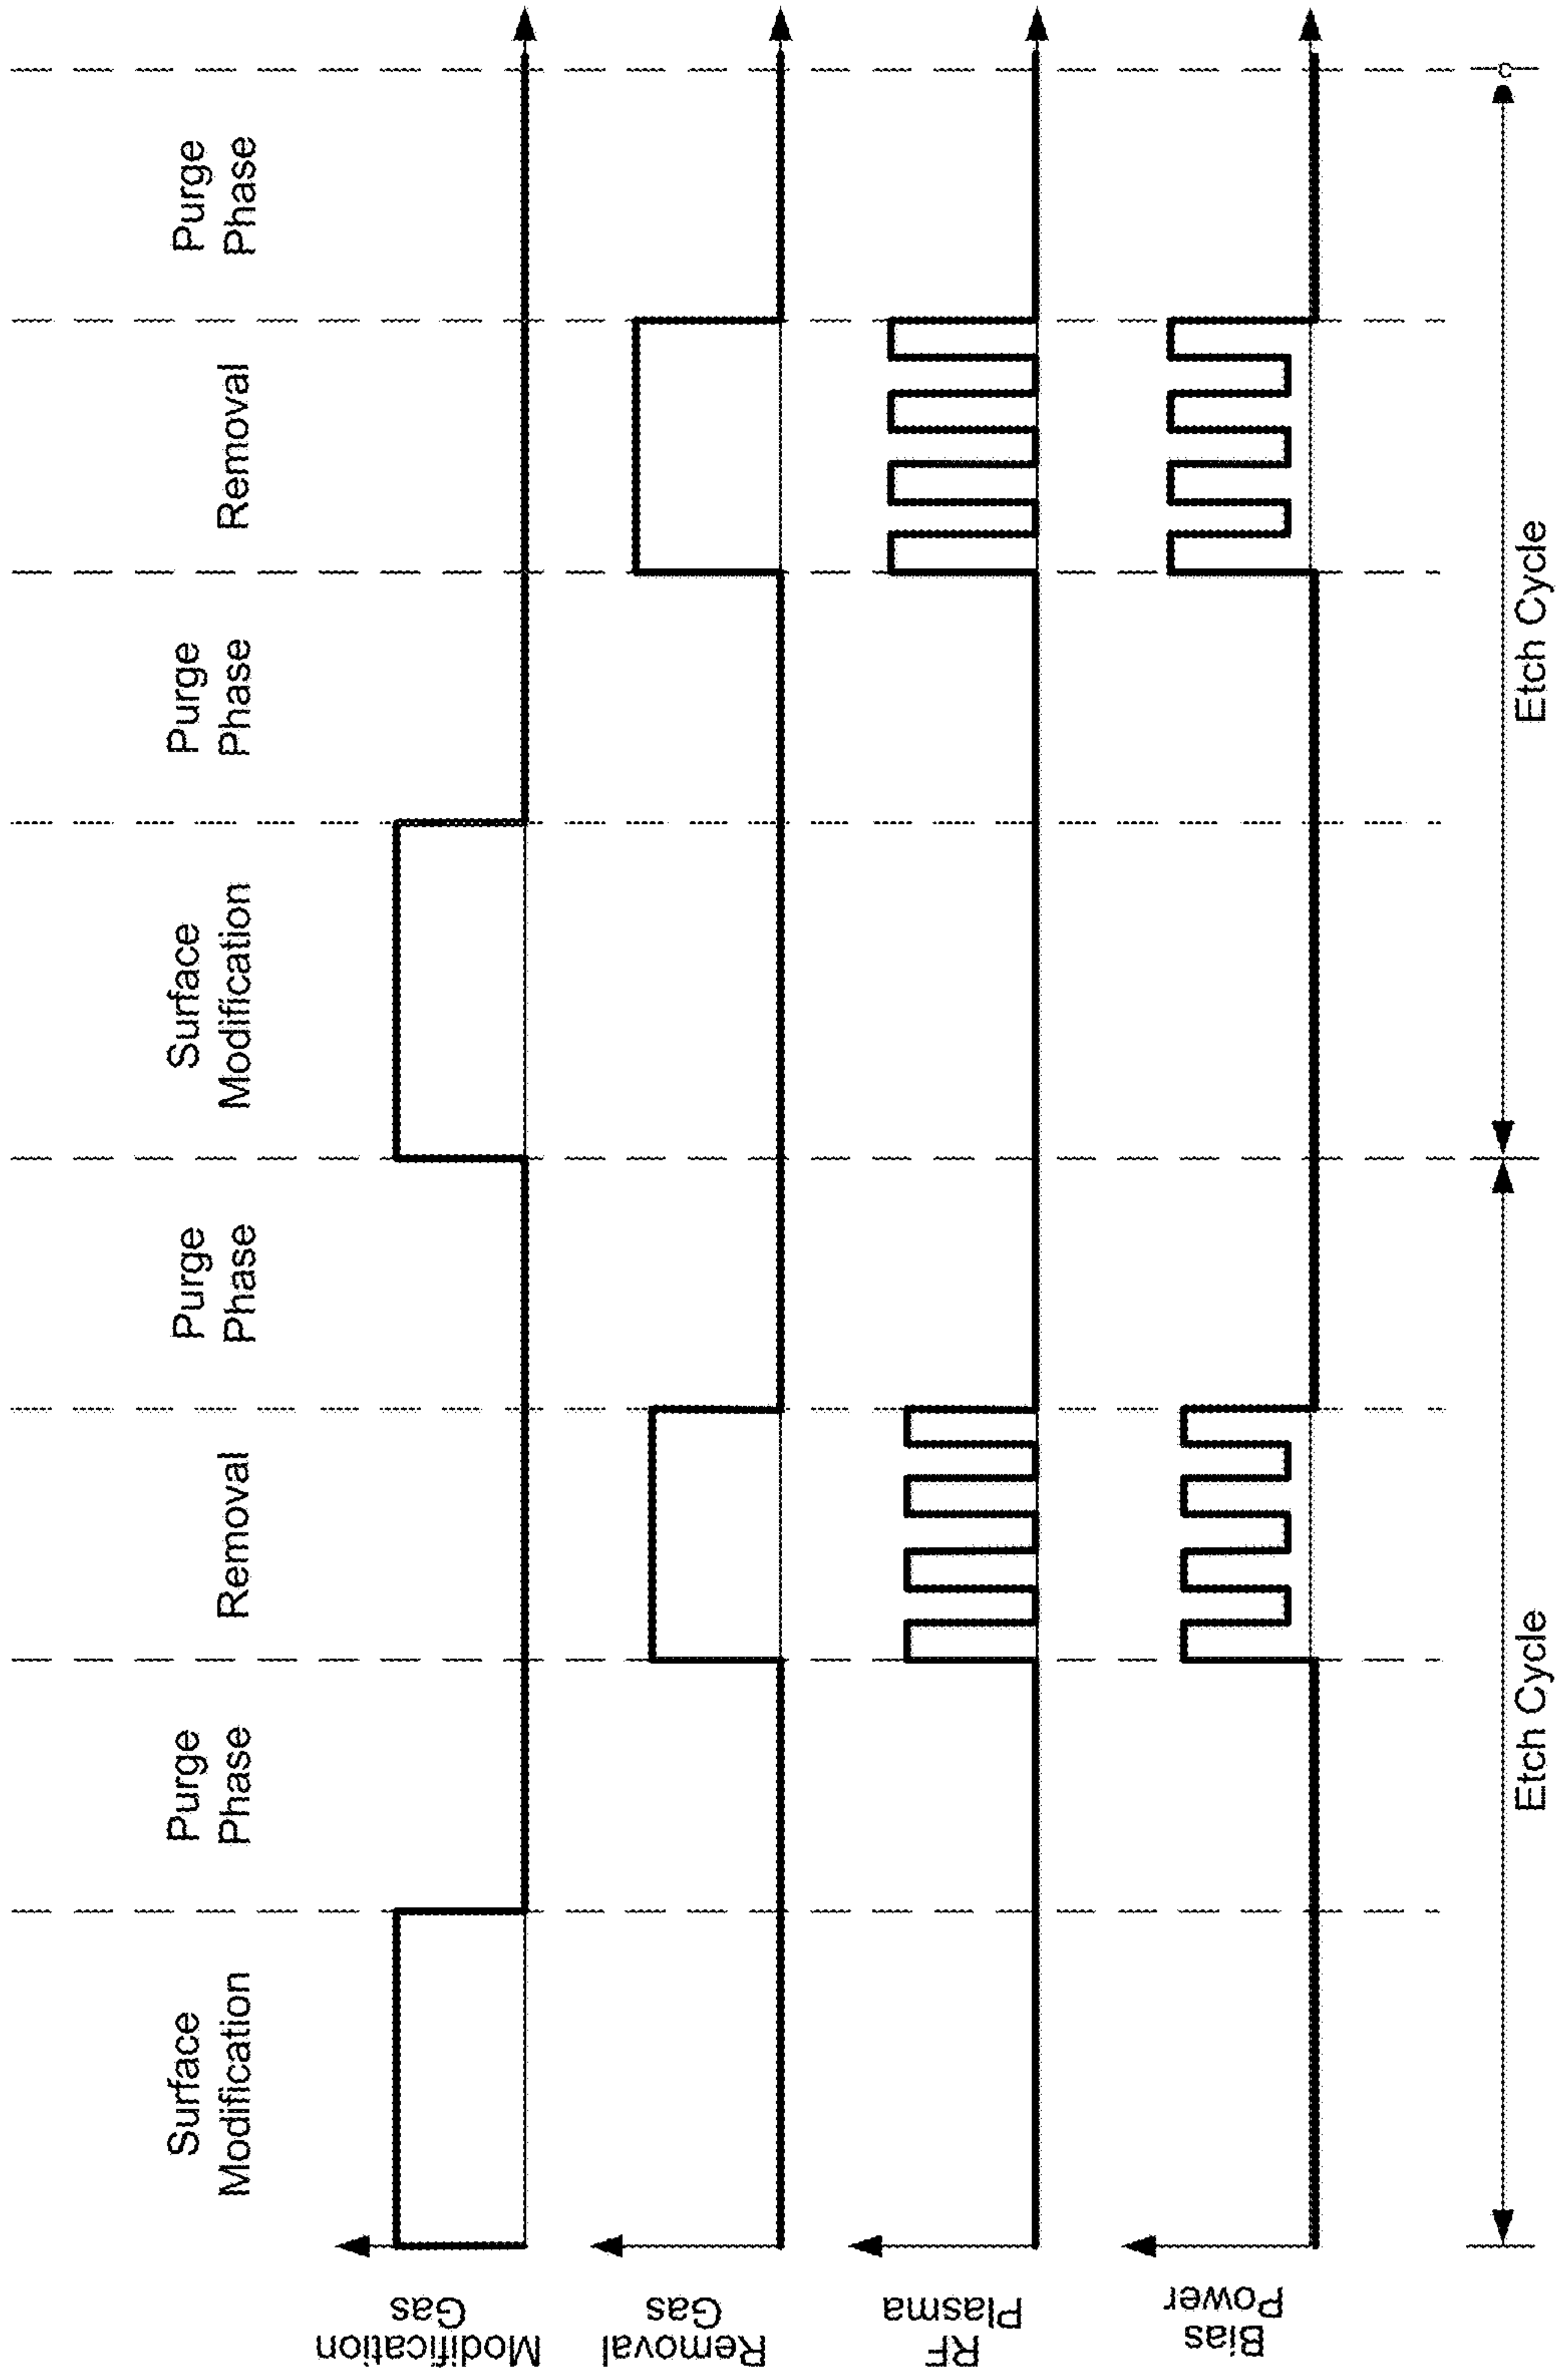 Surface
Modification
Purge
Phase
Removal
Purge
Phase
Surface
Modification
Purge
Phase
Removal
Purge
Phase
Modification
Gas
Removal
Gas
RF
Plasma
Bias
Power
Etch Cycle
Etch Cycle